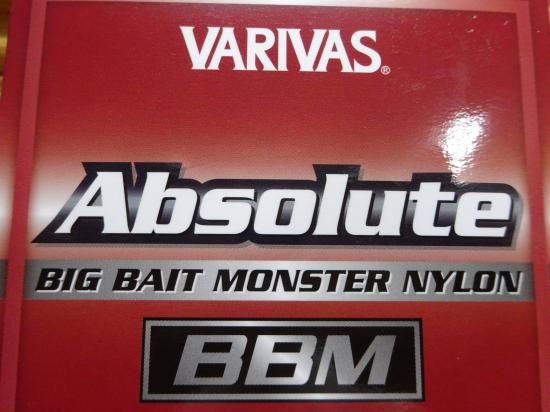 VARIVAS®
Absolute
BIG BAIT MONSTER NYLON
BBM